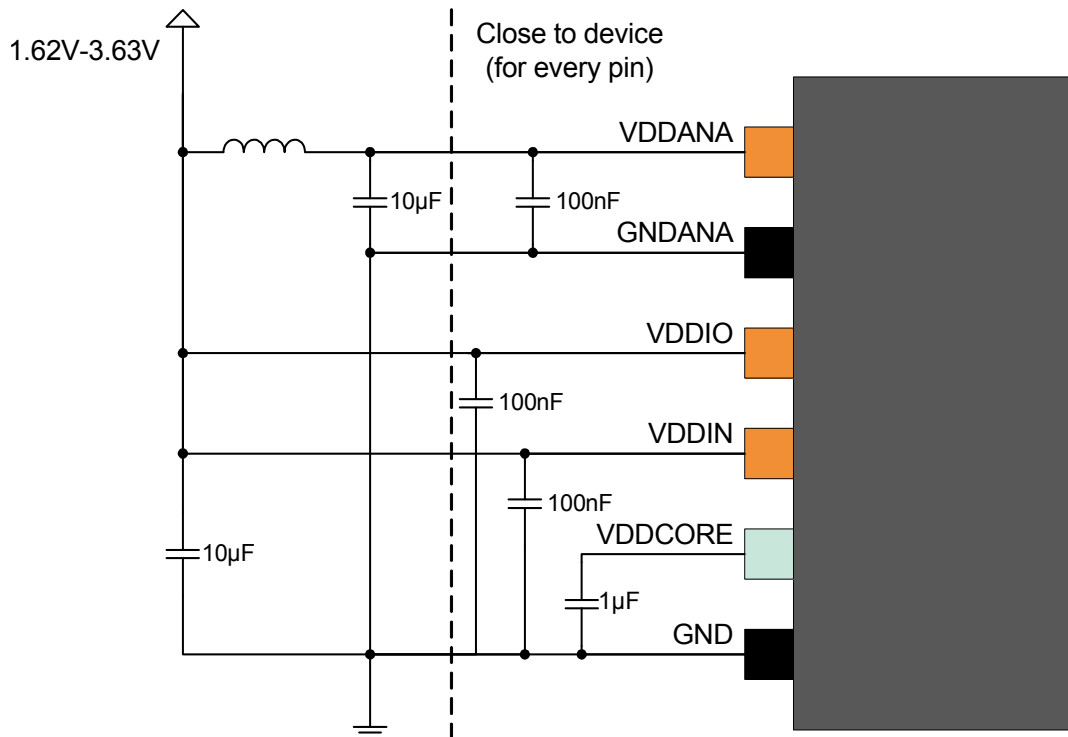 1.62V-3.63V
Close to device
(for every pin)
VDDANA
10µF
100nF
GNDANA
VDDIO
100nF
VDDIN
100nF
VDDCORE
10µF
1µF
GND